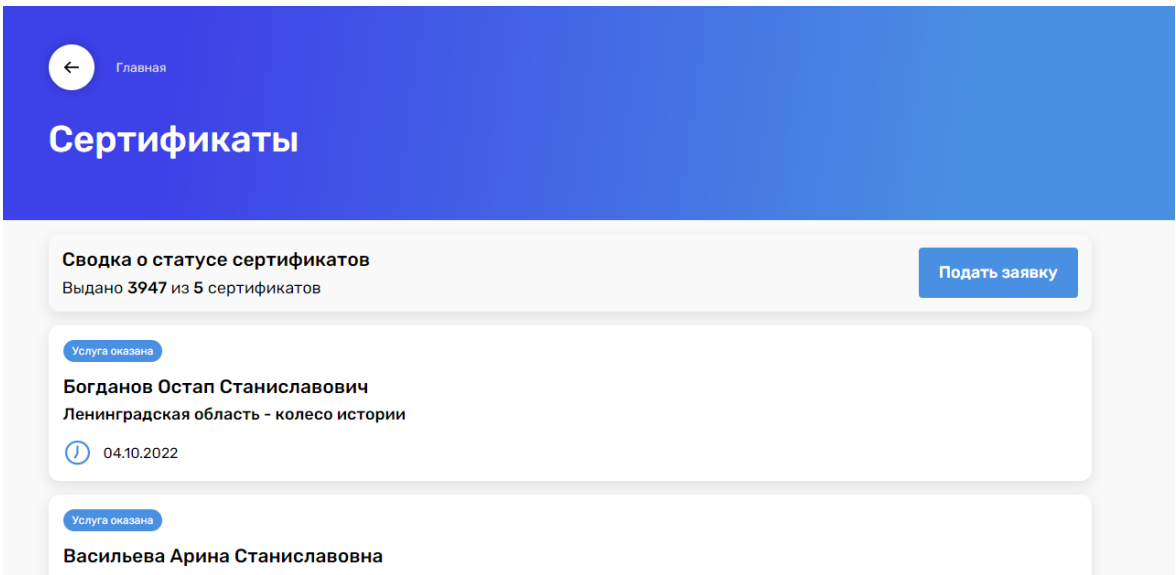 Главная
Сертификаты
Сводка о статусе сертификатов
Выдано 3947 из 5 сертификатов
Подать заявку
Услуга оказана
Богданов Остап Станиславович
Ленинградская область - колесо истории
04.10.2022
Услуга оказана
Васильева Арина Станиславовна